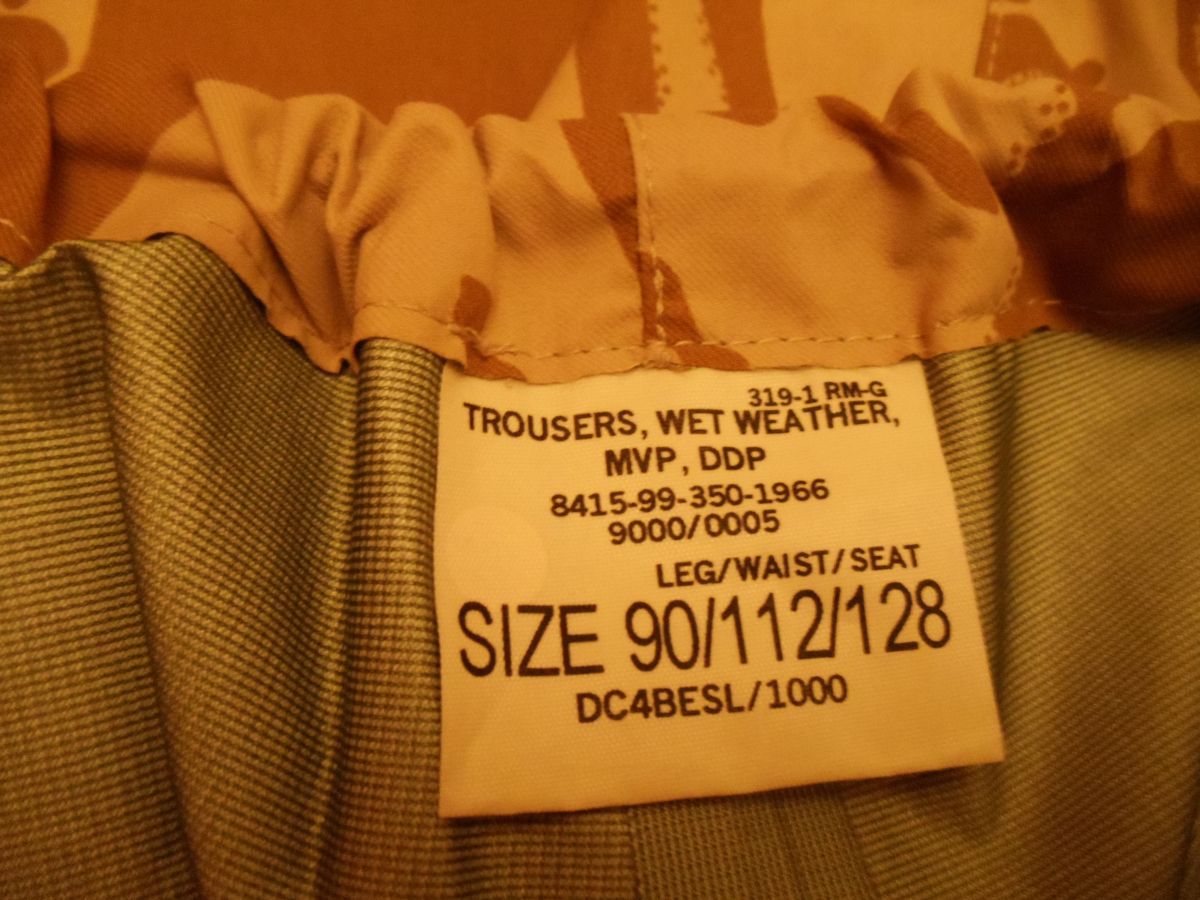 319-1 RM-G
TROUSERS, WET WEATHER,
MVP, DDP
8415-99-350-1966
9000/0005
LEG/WAIST/SEAT
SIZE 90/112/128
DC4BESL/1000